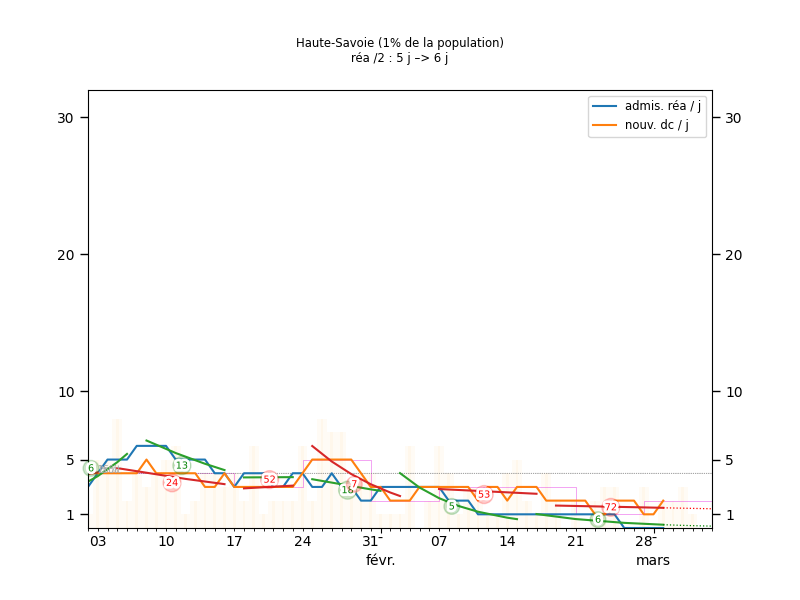 Haute-Savoie (1% de la population)
réa /2 : 5 j –> 6 j
admis. réa / j
nouv. dc / j
30 30
20 20
10 10
5 5
1 1
6 13 24 52 18 7 5 53 6 72
03 10 17 24 31 07 14 21 28
févr. mars